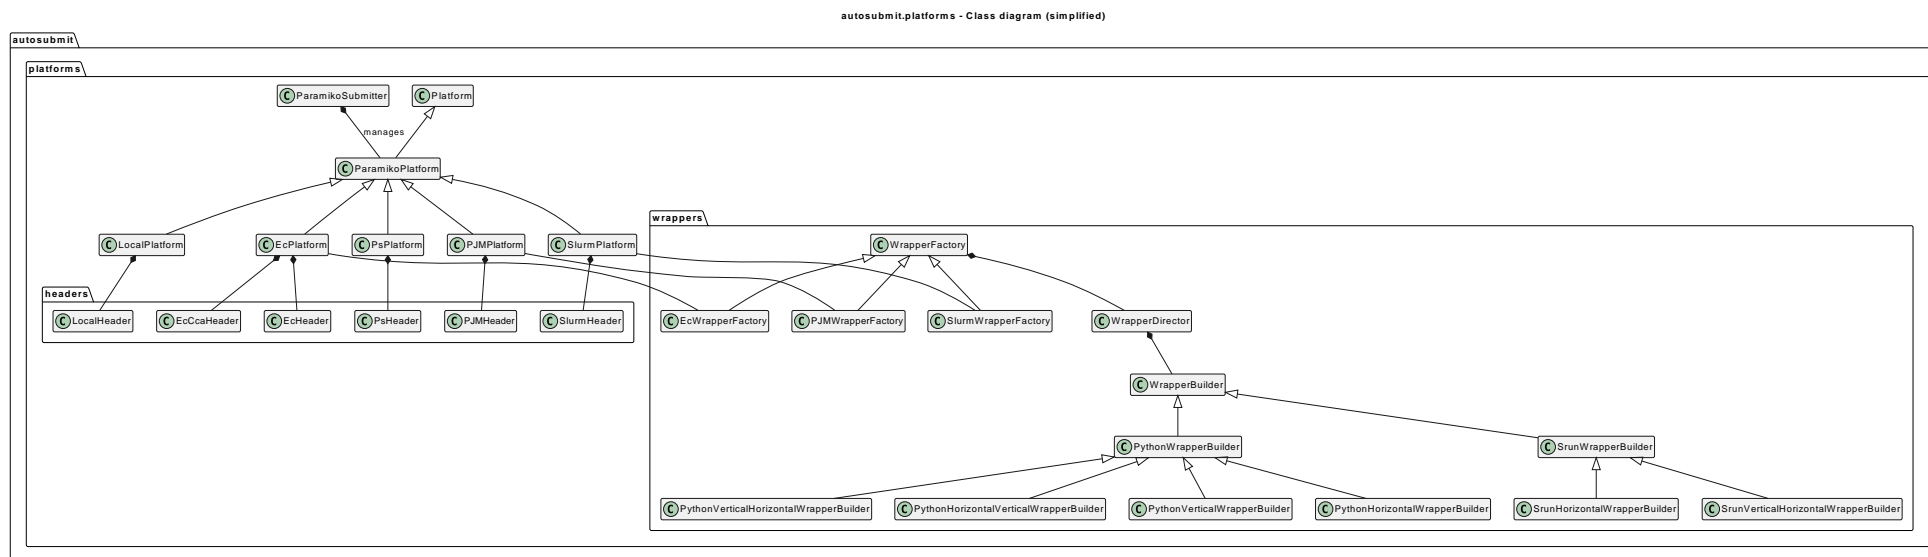 autosubmit.platforms - Class diagram (simplified)
autosubmit
platforms
C ParamikoSubmitter
C Platform
manages
C ParamikoPlatform
wrappers
C LocalPlatform
C EcPlatform
C PsPlatform
C PJMPlatform
C SlurmPlatform
C WrapperFactory
headers
C LocalHeader
C EcCcaHeader
C EcHeader
C PsHeader
C PJMHeader
C SlurmHeader
C EcWrapperFactory
C PJMWrapperFactory
C SlurmWrapperFactory
C WrapperDirector
C WrapperBuilder
C PythonWrapperBuilder
C SrunWrapperBuilder
C PythonVerticalHorizontalWrapperBuilder
C PythonHorizontalVerticalWrapperBuilder
C PythonVerticalWrapperBuilder
C PythonHorizontalWrapperBuilder
C SrunHorizontalWrapperBuilder
C SrunVerticalHorizontalWrapperBuilder